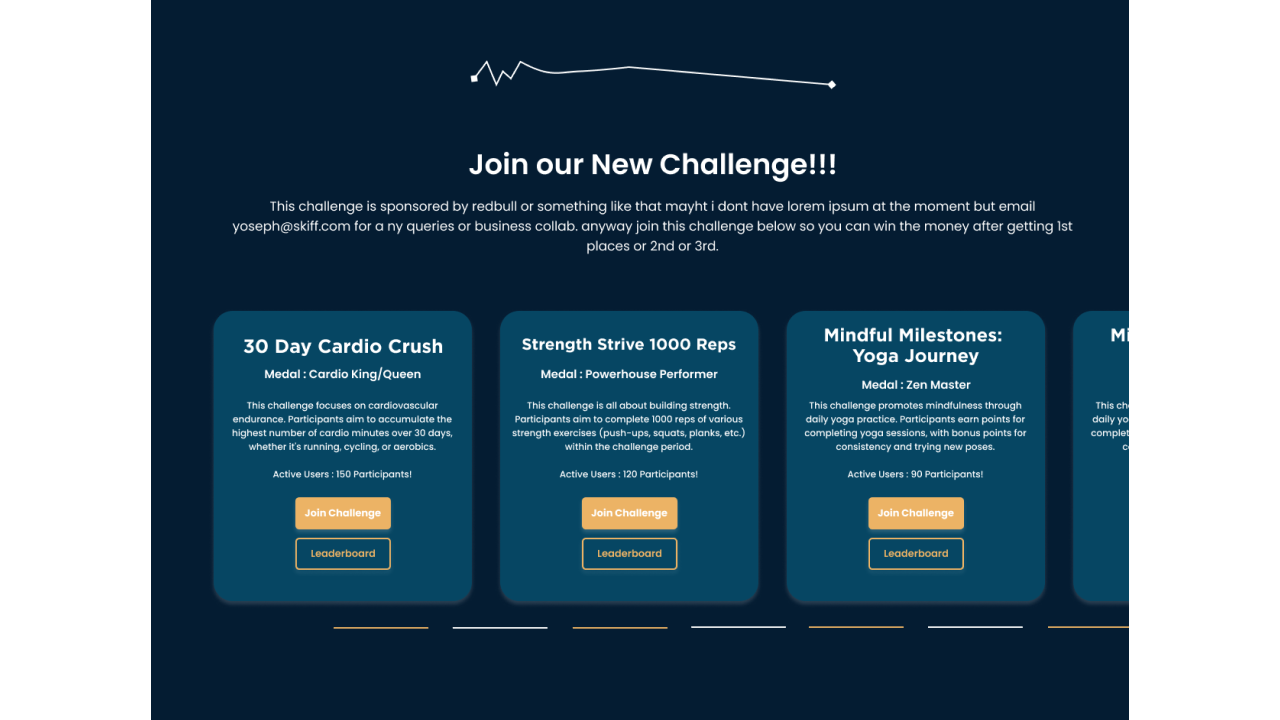 Join our New Challenge!!!
This challenge is sponsored by redbull or something like that mayht i dont have lorem ipsum at the moment but email
yoseph@skiff.com for a ny queries or business collab. anyway join this challenge below so you can win the money after getting 1st
places or 2nd or 3rd.
30 Day Cardio Crush
Medal : Cardio King/Queen
This challenge focuses on cardiovascular
endurance. Participants aim to accumulate the
highest number of cardio minutes over 30 days,
whether it's running, cycling, or aerobics.
Active Users : 150 Participants!
Join Challenge
Leaderboard
Strength Strive 1000 Reps
Medal : Powerhouse Performer
This challenge is all about building strength.
Participants aim to complete 1000 reps of various
strength exercises (push-ups, squats, planks, etc.)
within the challenge period.
Active Users : 120 Participants!
Join Challenge
Leaderboard
Mindful Milestones:
Yoga Journey
Medal : Zen Master
This challenge promotes mindfulness through
daily yoga practice. Participants earn points for
completing yoga sessions, with bonus points for
consistency and trying new poses.
Active Users : 90 Participants!
Join Challenge
Leaderboard
Mi
This ch
daily yo
complet
c